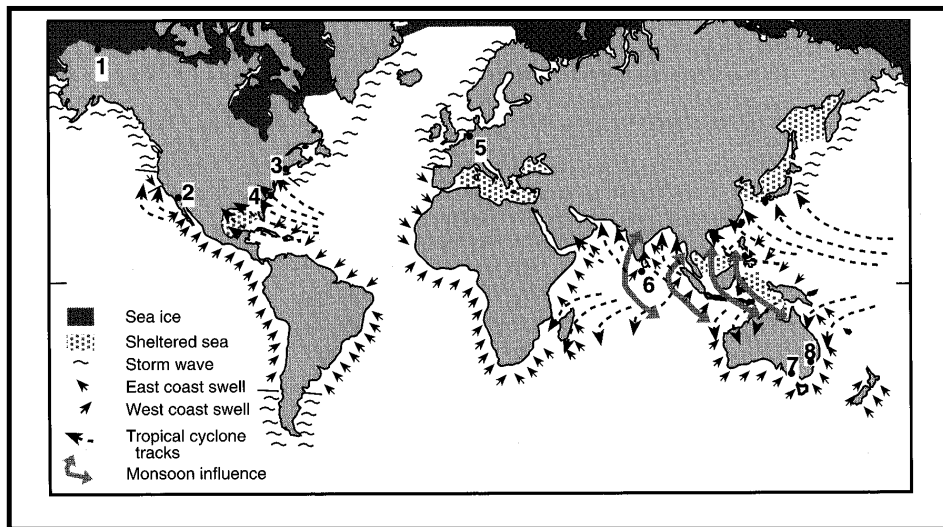 1
5
3
2
4
6
8
7
Sea ice
Sheltered sea
Storm wave
East coast swell
West coast swell
Tropical cyclone
tracks
Monsoon influence